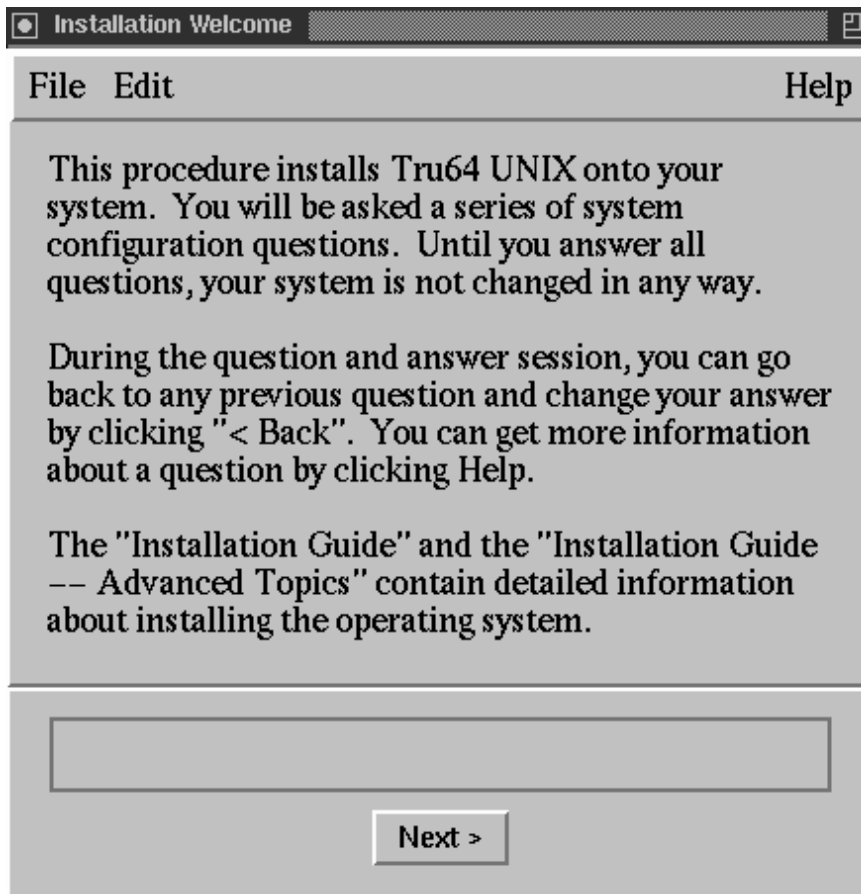 Installation Welcome
File Edit Help
This procedure installs Tru64 UNIX onto your
system. You will be asked a series of system
configuration questions. Until you answer all
questions, your system is not changed in any way.
During the question and answer session, you can go
back to any previous question and change your answer
by clicking "< Back". You can get more information
about a question by clicking Help.
The "Installation Guide" and the "Installation Guide
-- Advanced Topics" contain detailed information
about installing the operating system.
Next >